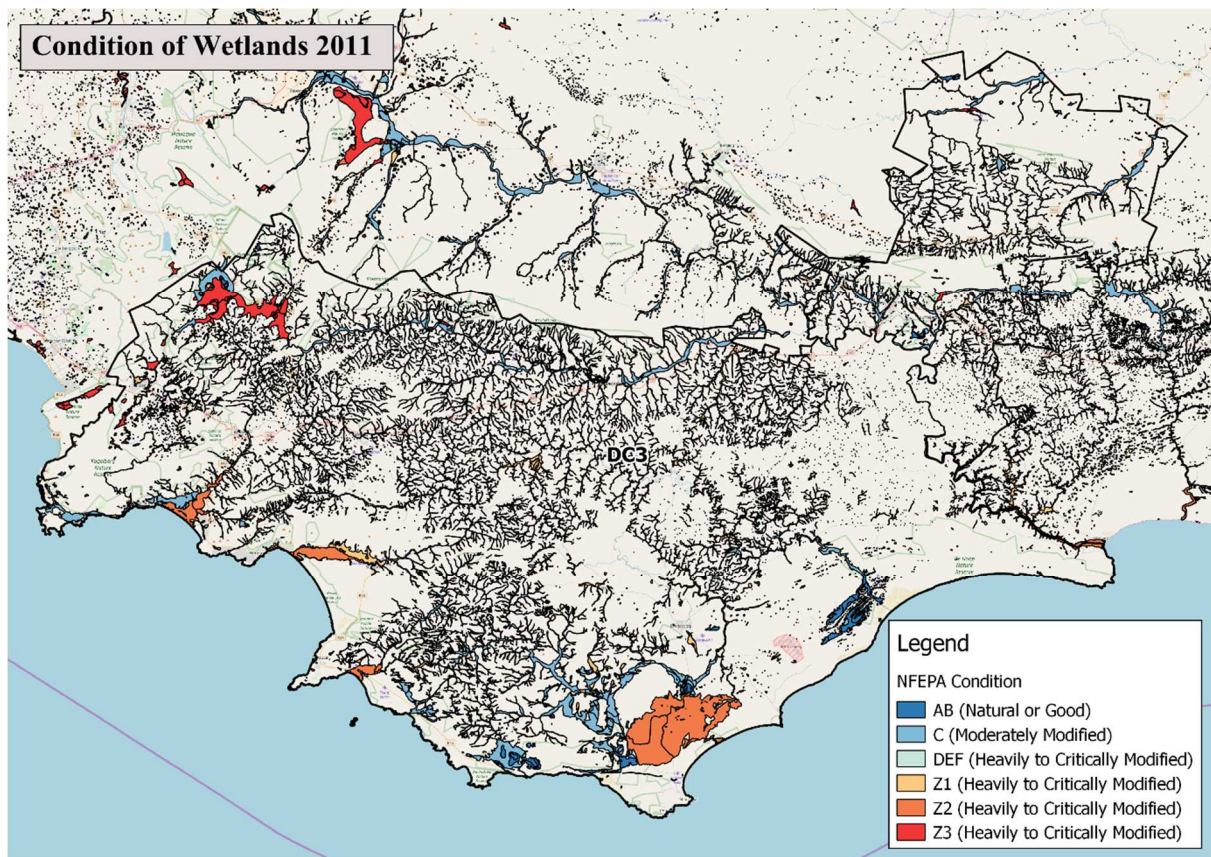 Condition of Wetlands 2011
DC3
Legend
NFEPA Condition
AB (Natural or Good)
C (Moderately Modified)
DEF (Heavily to Critically Modified)
Z1 (Heavily to Critically Modified)
Z2 (Heavily to Critically Modified)
Z3 (Heavily to Critically Modified)